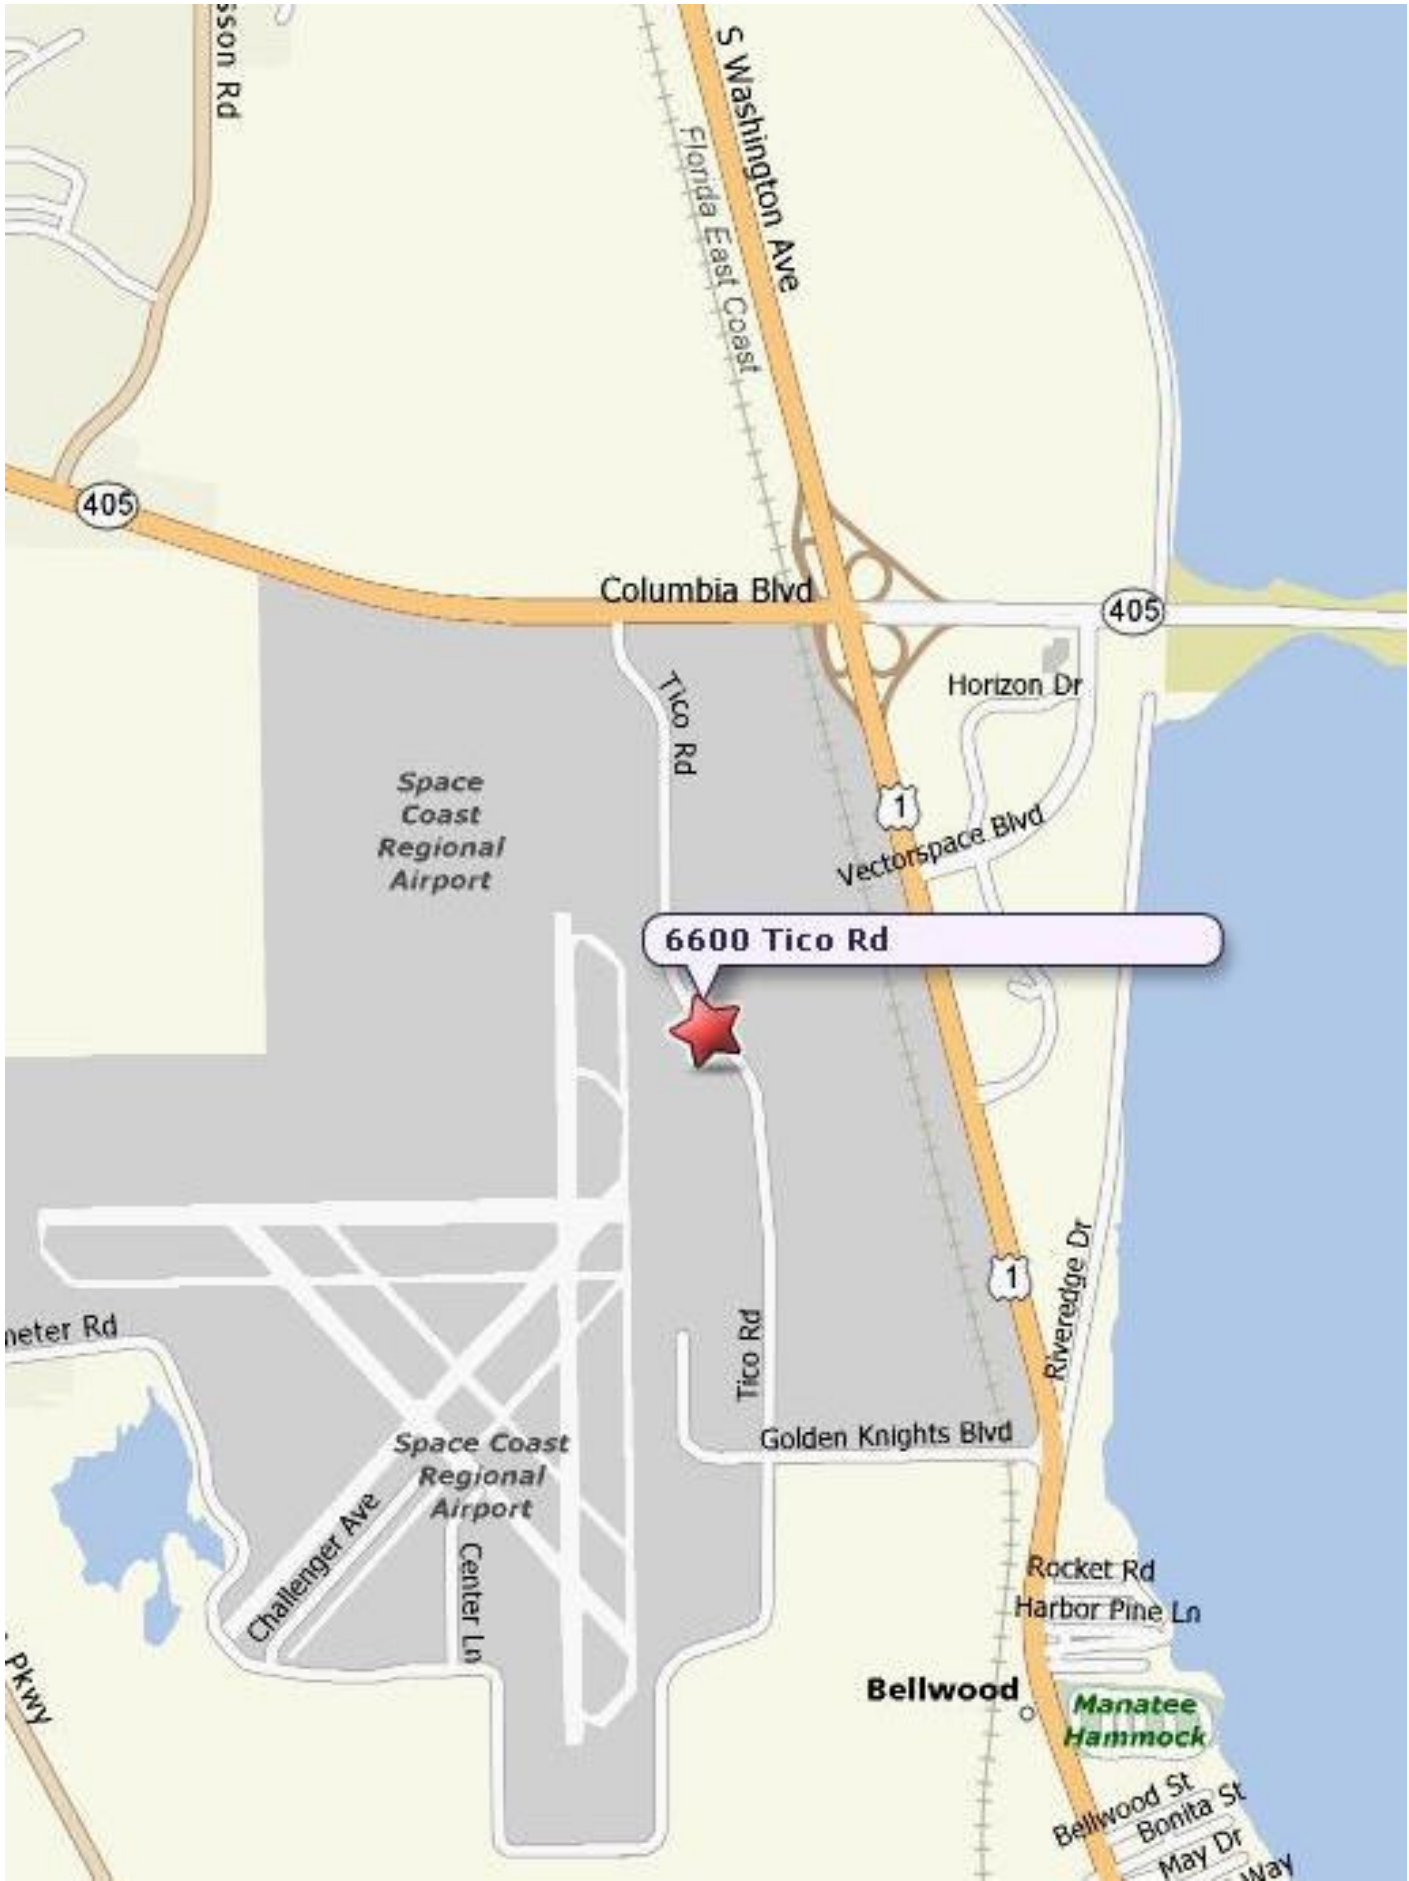 sson Rd
S Washington Ave
Florida East Coast
405
Columbia Blvd
405
Tico Rd
Horizon Dr
Space
Coast
Regional
Airport
1
Vectorspace Blvd
6600 Tico Rd
1
Riveredge Dr
meter Rd
Tico Rd
Golden Knights Blvd
Space Coast
Regional
Airport
Challenger Ave
Center Ln
Rocket Rd
Harbor Pine Ln
Pkwy
Bellwood
Manatee
Hammock
Bellwood St
Bonita St
May Dr
Way